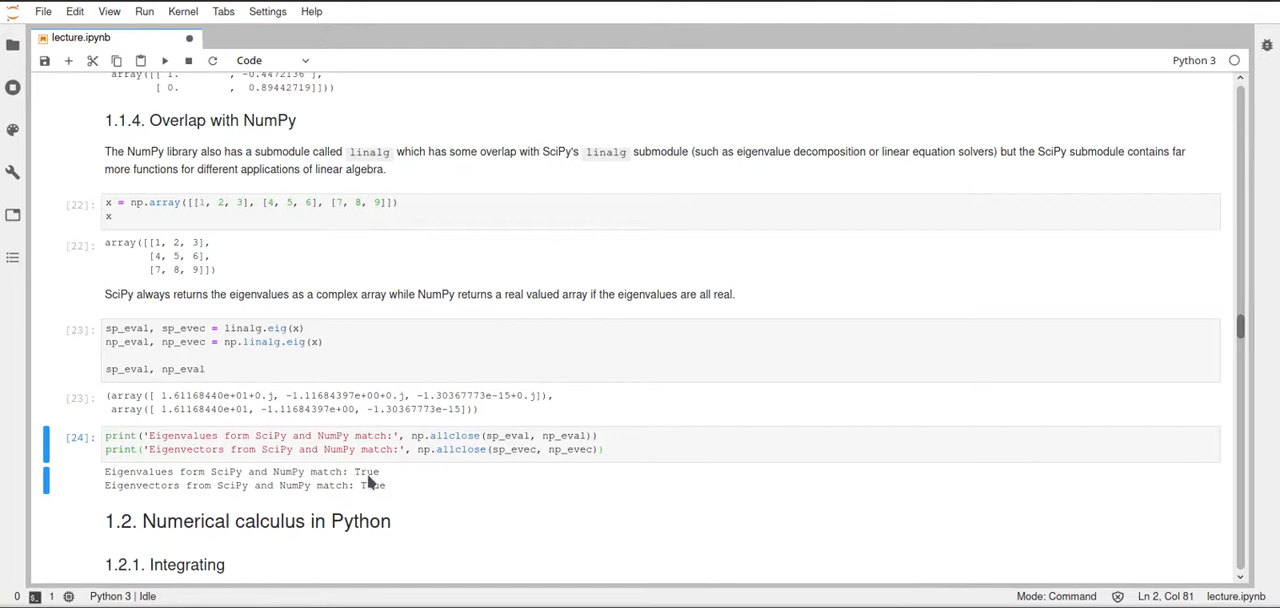 File Edit View Run Kernel Tabs Settings Help
lecture.ipynb
Code Python 3
array([[ 1. , -0.4472136 ],
[ 0. , 0.89442719]]))
1.1.4. Overlap with NumPy
The NumPy library also has a submodule called linalg which has some overlap with SciPy's linalg submodule (such as eigenvalue decomposition or linear equation solvers) but the SciPy submodule contains far
more functions for different applications of linear algebra.
[22]: x = np.array([[1, 2, 3], [4, 5, 6], [7, 8, 9]])
x
[22]: array([[1, 2, 3],
[4, 5, 6],
[7, 8, 9]])
SciPy always returns the eigenvalues as a complex array while NumPy returns a real valued array if the eigenvalues are all real.
[23]: sp_eval, sp_evec = linalg.eig(x)
np_eval, np_evec = np.linalg.eig(x)
sp_eval, np_eval
[23]: (array([ 1.61168440e+01+0.j, -1.11684397e+00+0.j, -1.30367773e-15+0.j]),
array([ 1.61168440e+01, -1.11684397e+00, -1.30367773e-15]))
[24]: print('Eigenvalues form SciPy and NumPy match:', np.allclose(sp_eval, np_eval))
print('Eigenvectors from SciPy and NumPy match:', np.allclose(sp_evec, np_evec))
Eigenvalues form SciPy and NumPy match: True
Eigenvectors from SciPy and NumPy match: True
1.2. Numerical calculus in Python
1.2.1. Integrating
0 1 Python 3 | Idle Mode: Command Ln 2, Col 81 lecture.ipynb